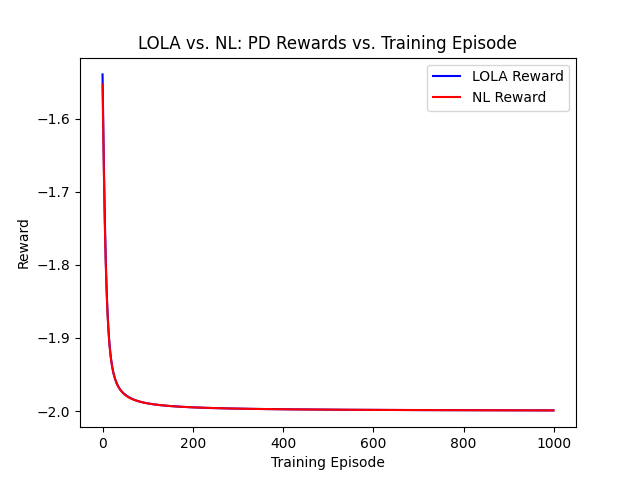 LOLA vs. NL: PD Rewards vs. Training Episode
LOLA Reward
NL Reward
Reward
−1.6
−1.7
−1.8
−1.9
−2.0
0 200 400 600 800 1000
Training Episode